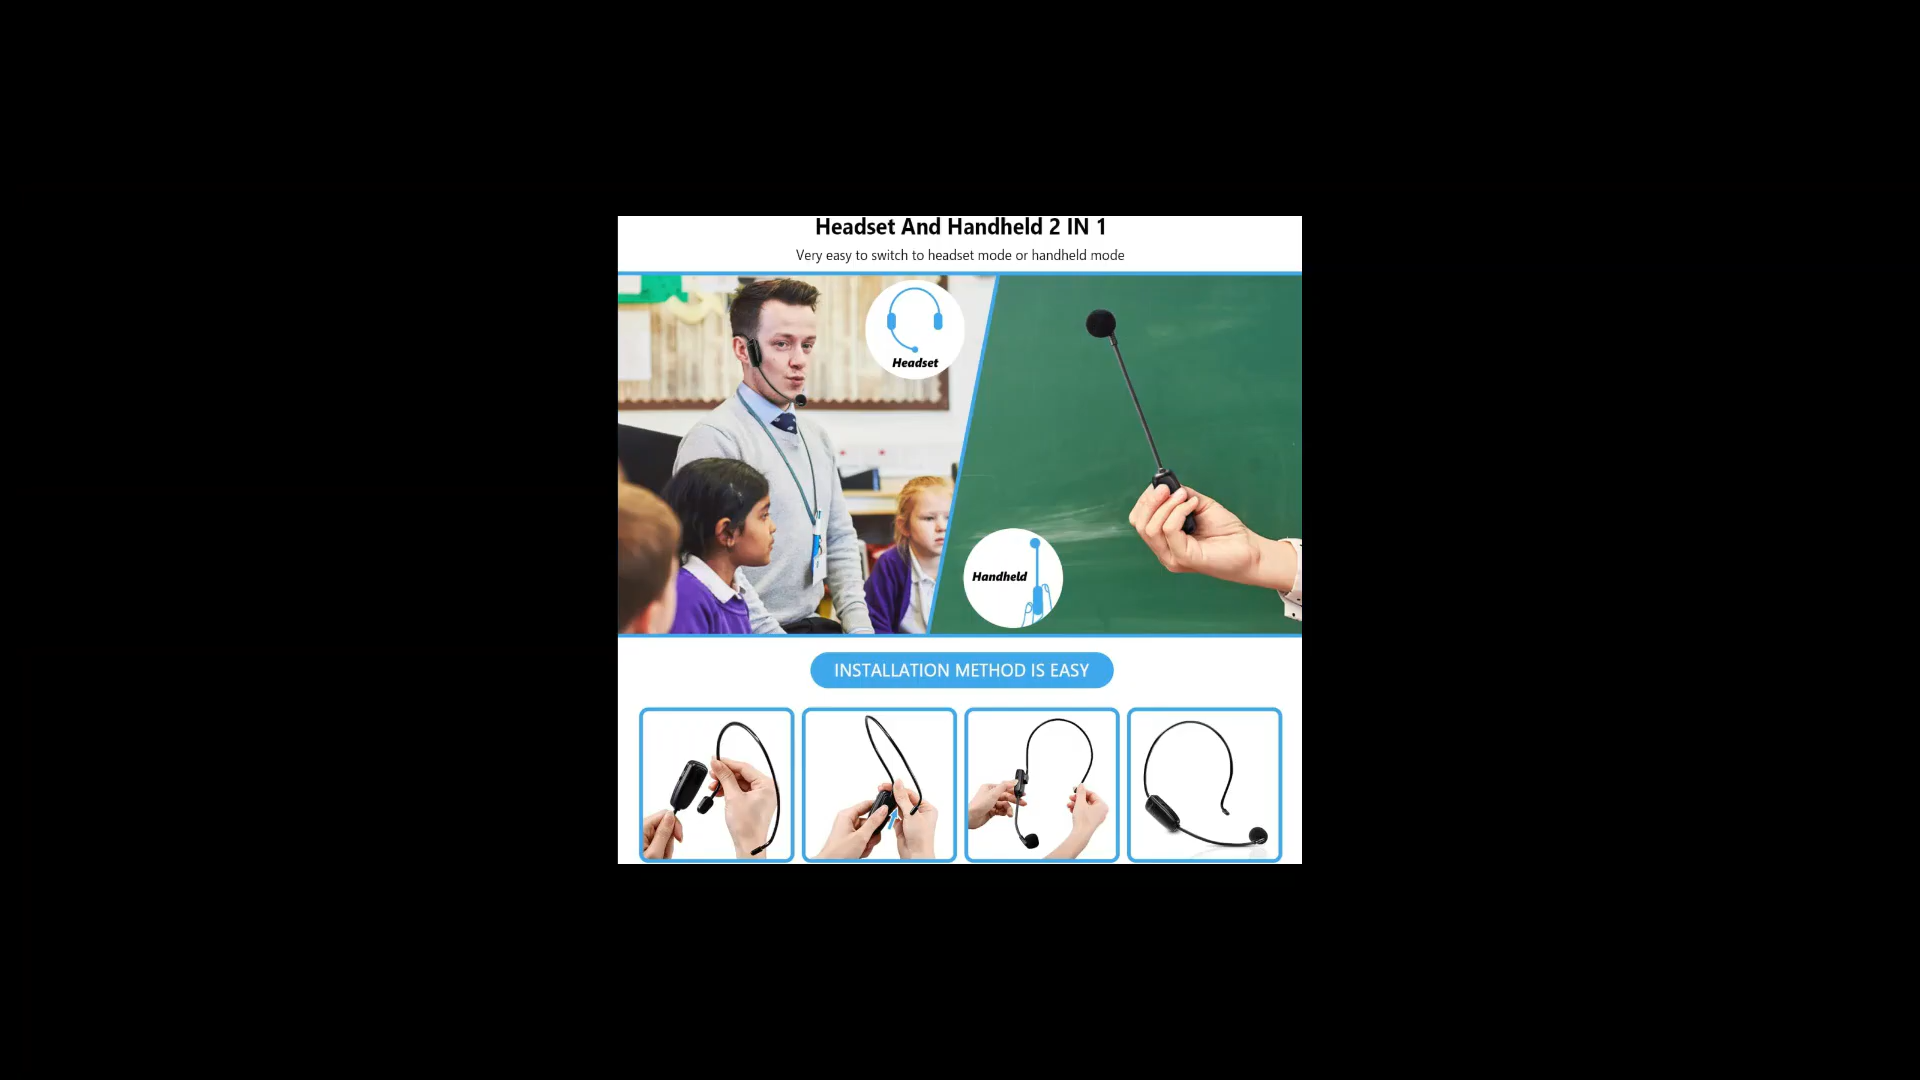 Headset And Handheld 2 IN 1
Very easy to switch to headset mode or handheld mode
Headset
Handheld
INSTALLATION METHOD IS EASY